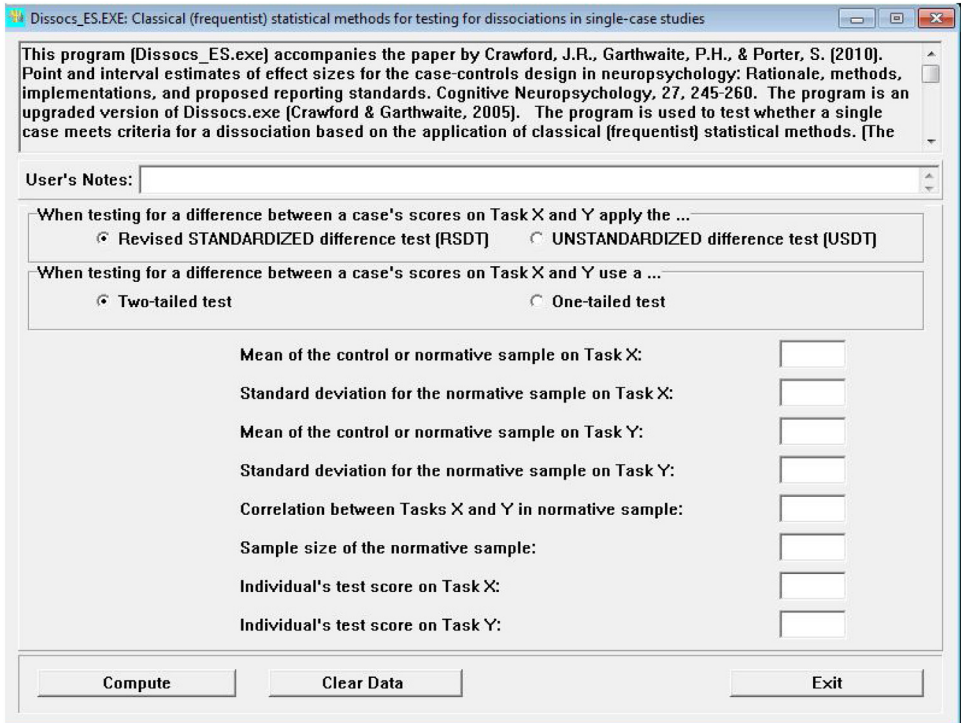 Dissocs_ES.EXE: Classical (frequentist) statistical methods for testing for dissociations in single-case studies
This program (Dissocs_ES.exe) accompanies the paper by Crawford, J.R., Garthwaite, P.H., & Porter, S. (2010).
Point and interval estimates of effect sizes for the case-controls design in neuropsychology: Rationale, methods,
implementations, and proposed reporting standards. Cognitive Neuropsychology, 27, 245-260.  The program is an
upgraded version of Dissocs.exe (Crawford & Garthwaite, 2005).   The program is used to test whether a single
case meets criteria for a dissociation based on the application of classical (frequentist) statistical methods. (The
User's Notes:
When testing for a difference between a case's scores on Task X and Y apply the ...
Revised STANDARDIZED difference test (RSDT) UNSTANDARDIZED difference test (USDT)
When testing for a difference between a case's scores on Task X and Y use a ...
Two-tailed test One-tailed test
Mean of the control or normative sample on Task X:
Standard deviation for the normative sample on Task X:
Mean of the control or normative sample on Task Y:
Standard deviation for the normative sample on Task Y:
Correlation between Tasks X and Y in normative sample:
Sample size of the normative sample:
Individual's test score on Task X:
Individual's test score on Task Y:
Compute Clear Data Exit